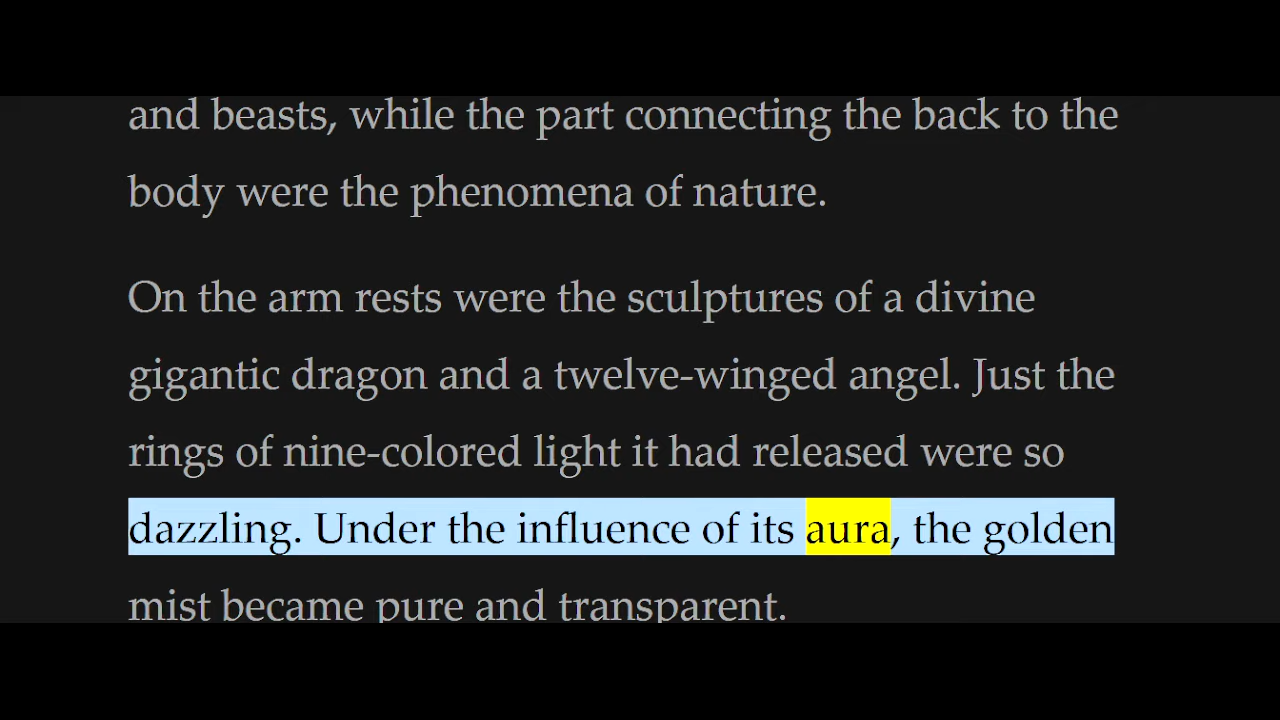 and beasts, while the part connecting the back to the
body were the phenomena of nature.
On the arm rests were the sculptures of a divine
gigantic dragon and a twelve-winged angel. Just the
rings of nine-colored light it had released were so
dazzling. Under the influence of its aura, the golden
mist became pure and transparent.